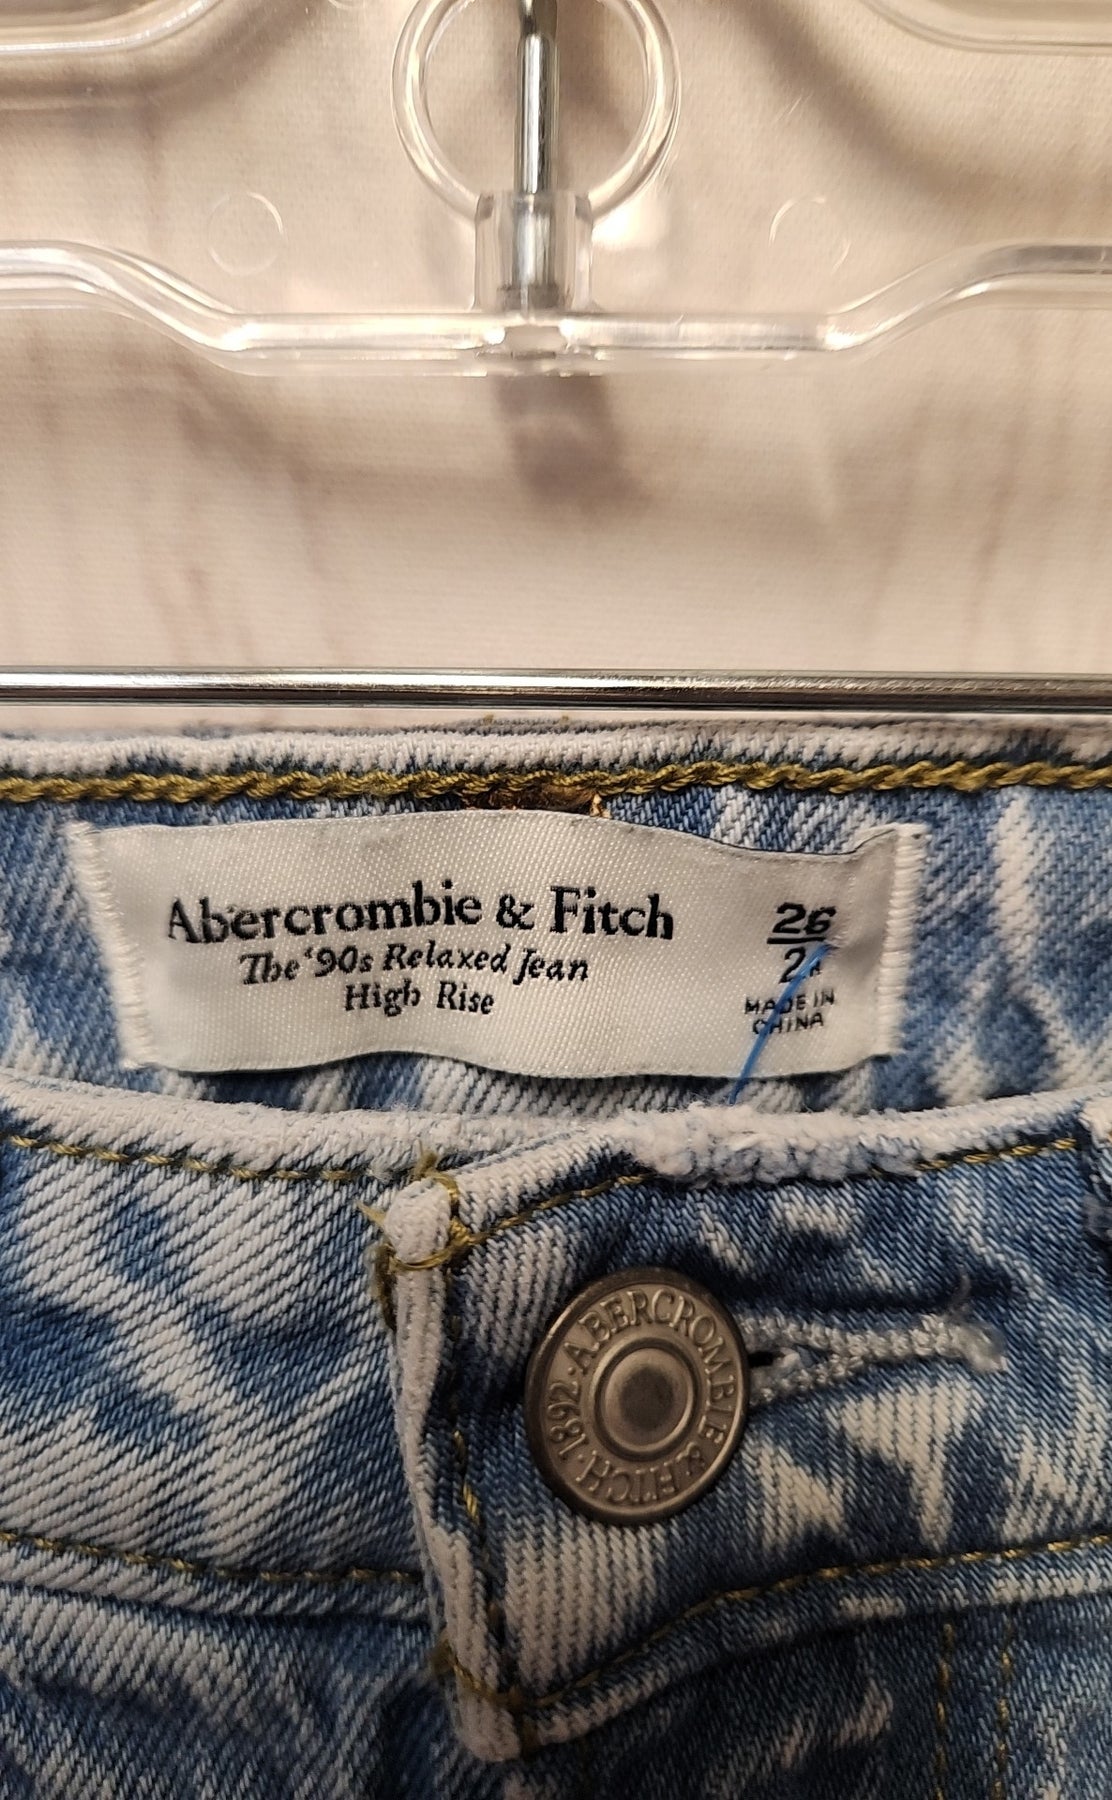 Abercrombie & Fitch
The '90s Relaxed Jean
High Rise
26
MADE IN
CHINA
ABERCROMBIE & FITCH · 1892 ·